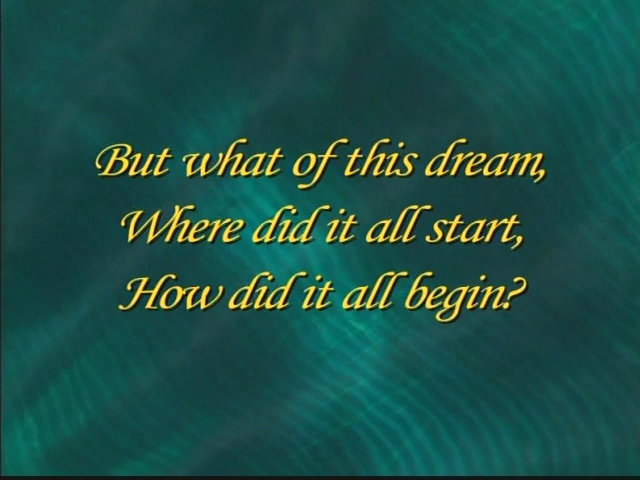 But what of this dream,
Where did it all start,
How did it all begin?